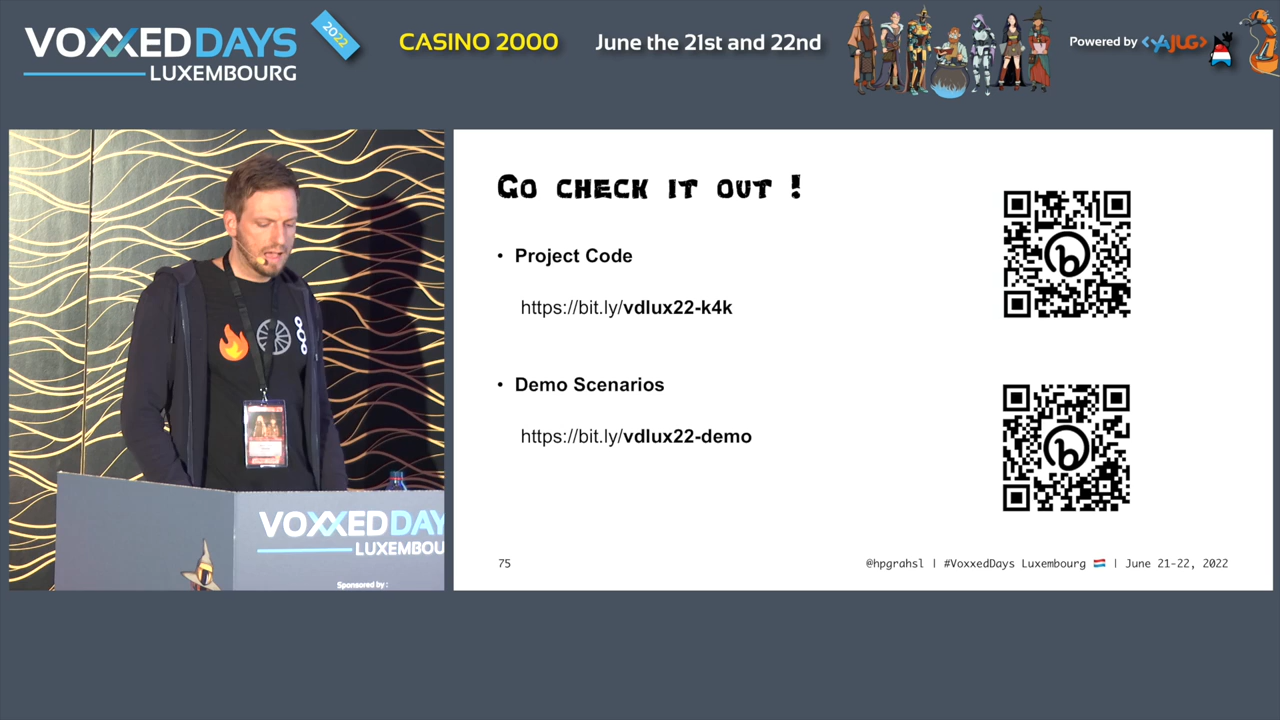 VOXXED DAYS
LUXEMBOURG
2022
CASINO 2000
June the 21st and 22nd
Powered by <YAJUG>
GO CHECK IT OUT !
• Project Code
https://bit.ly/vdlux22-k4k
• Demo Scenarios
https://bit.ly/vdlux22-demo
75
@hpgrahsl | #VoxxedDays Luxembourg 🇱🇺 | June 21-22, 2022
VOXXED DAY
LUXEMBOU
Sponsored by :